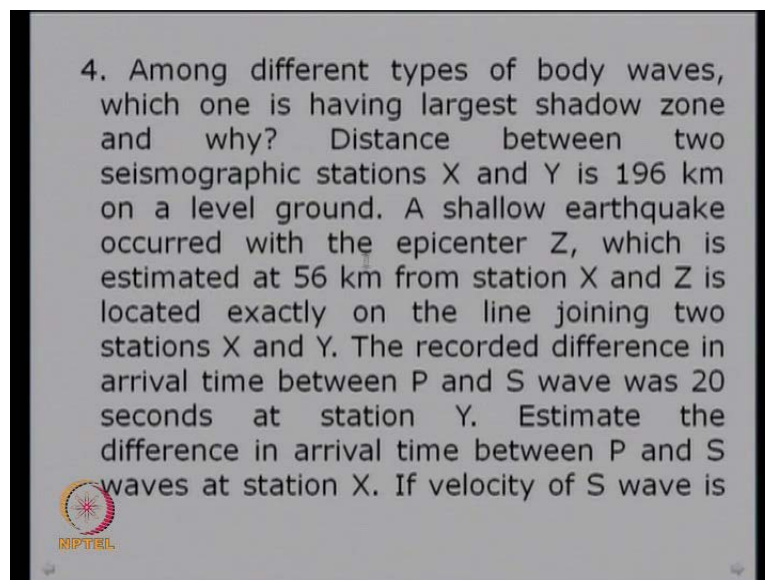 4. Among different types of body waves,
which one is having largest shadow zone
and why? Distance between two
seismographic stations X and Y is 196 km
on a level ground. A shallow earthquake
occurred with the epicenter Z, which is
estimated at 56 km from station X and Z is
located exactly on the line joining two
stations X and Y. The recorded difference in
arrival time between P and S wave was 20
seconds at station Y. Estimate the
difference in arrival time between P and S
waves at station X. If velocity of S wave is
NPTEL